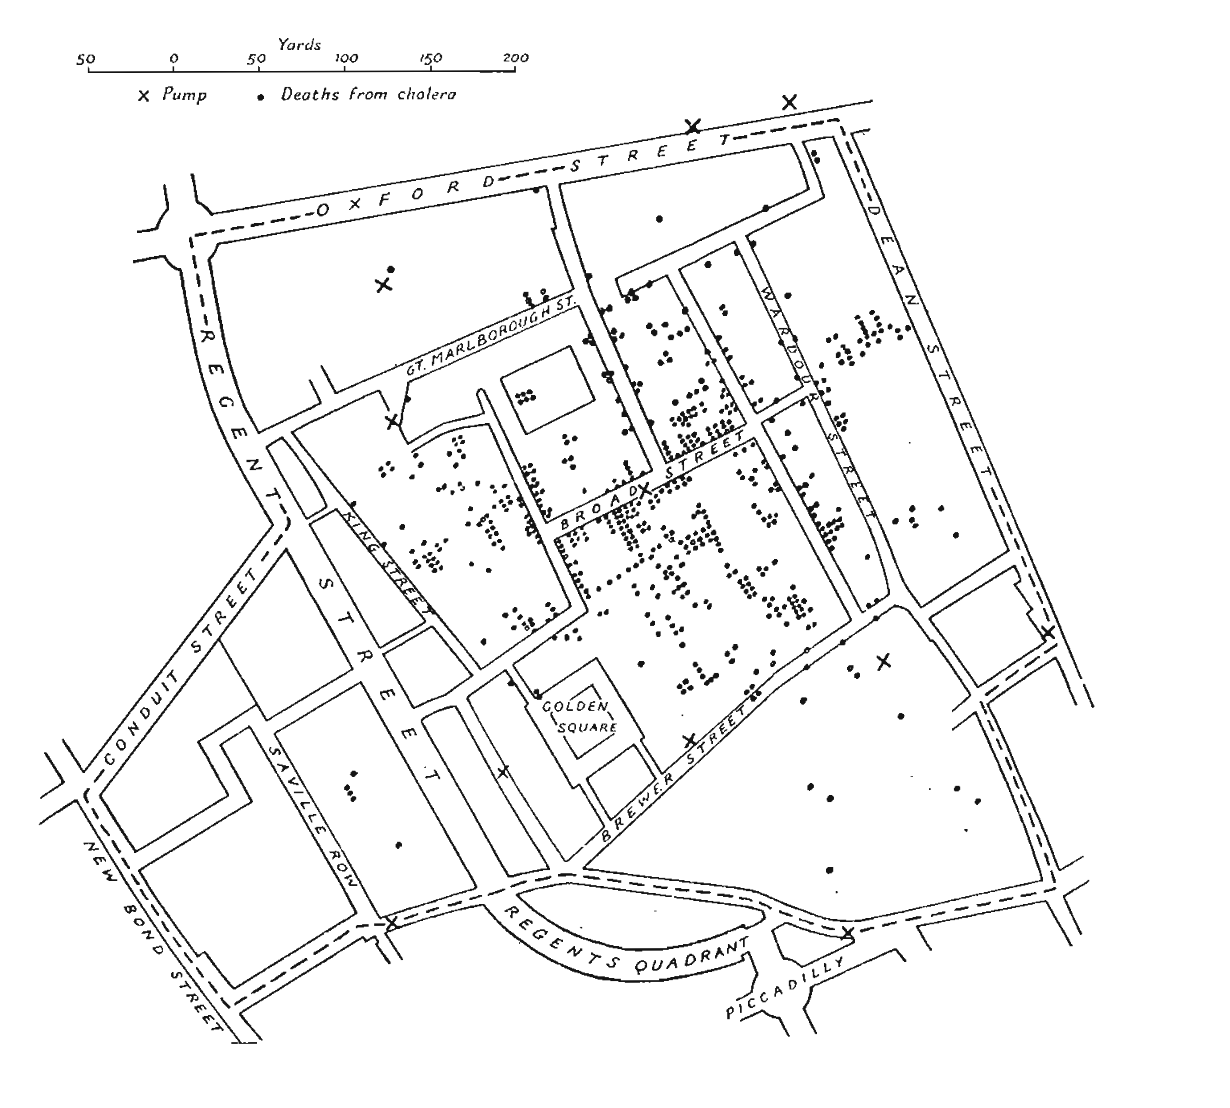 Yards
50 0 50 100 150 200
× Pump • Deaths from cholera
OXFORD STREET
DEAN STREET
REGENT STREET
GT. MARLBOROUGH ST.
WARDOUR STREET
BROAD STREET
KING STREET
CONDUIT STREET
GOLDEN
SQUARE
SAVILLE ROW
BREWER STREET
NEW BOND STREET
REGENTS QUADRANT
PICCADILLY